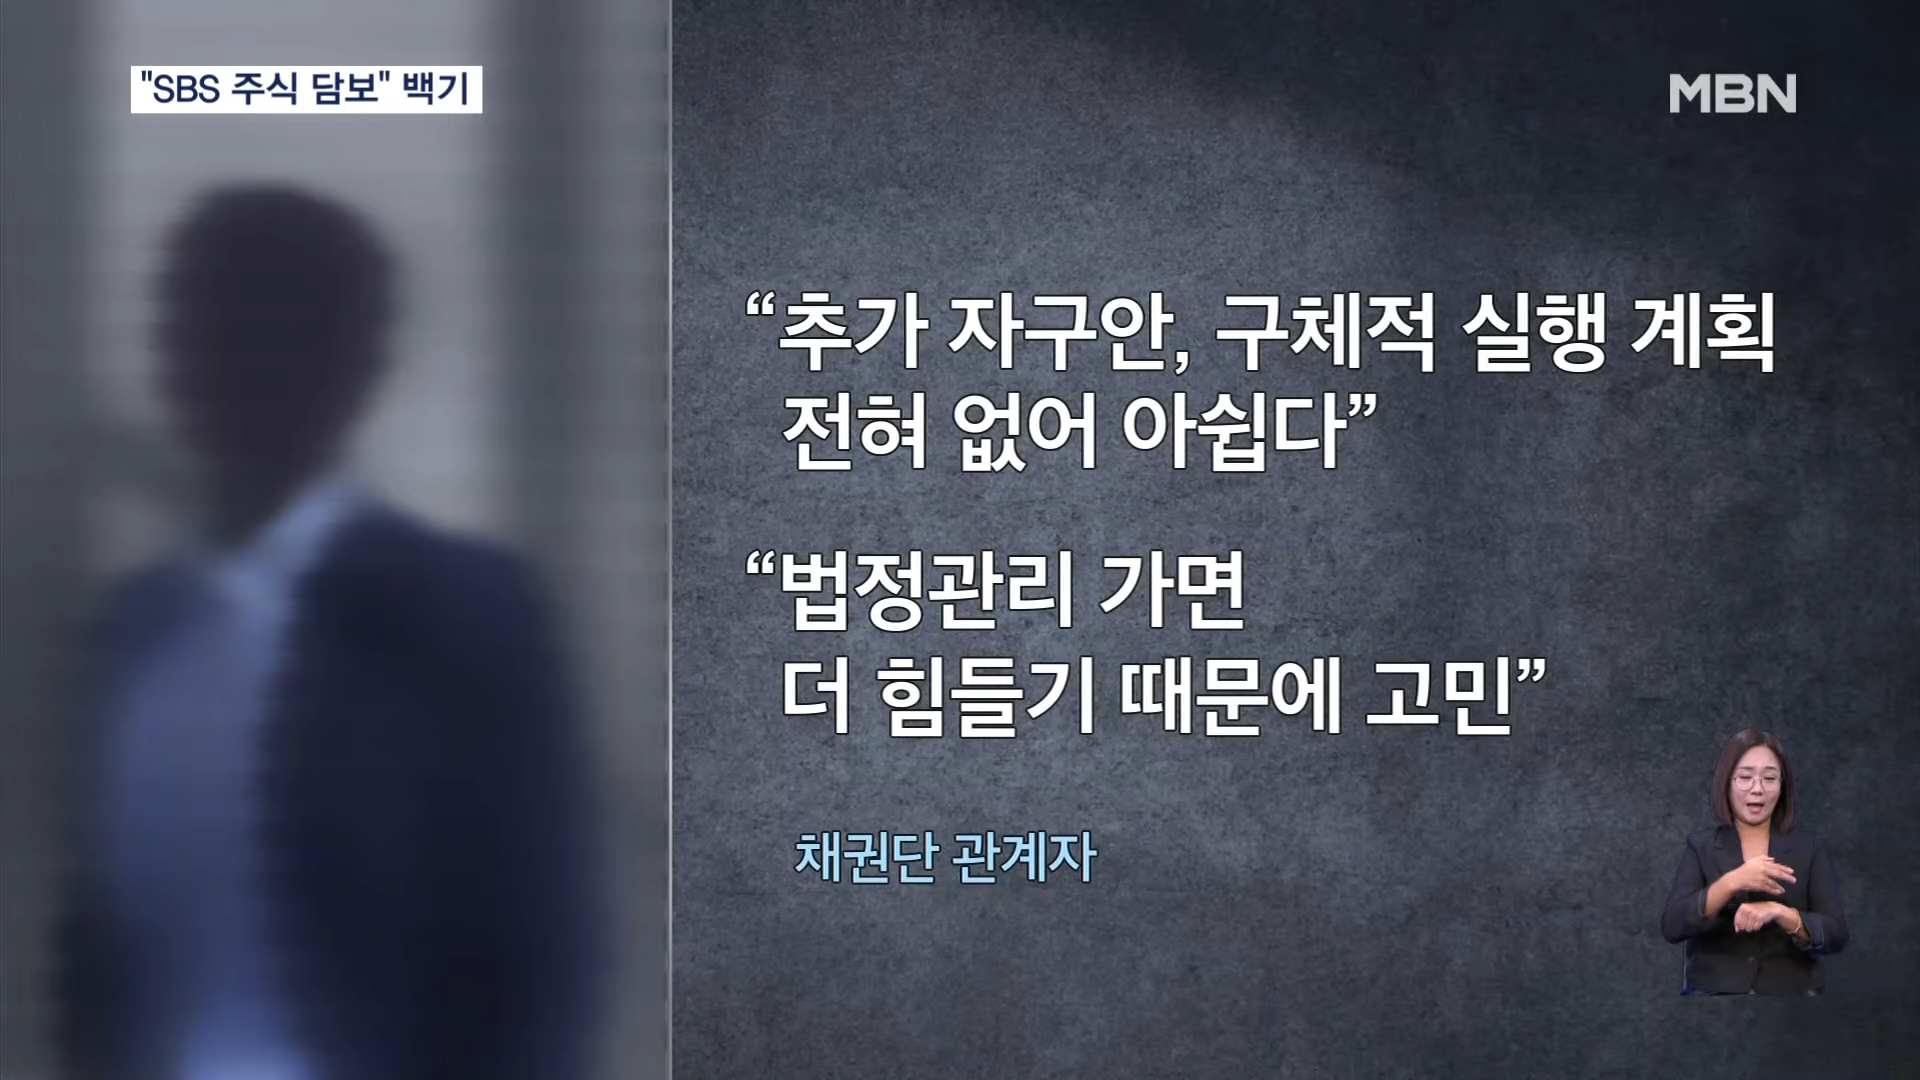 "SBS 주식 담보" 백기
MBN
“추가 자구안, 구체적 실행 계획
전혀 없어 아쉽다”
“법정관리 가면
더 힘들기 때문에 고민”
채권단 관계자